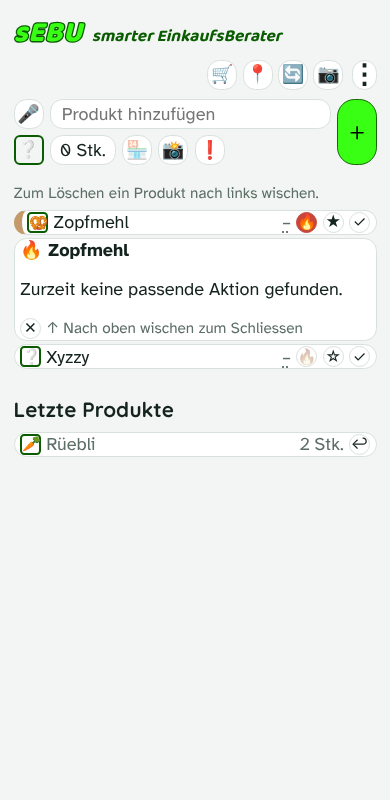 sEBU smarter EinkaufsBerater
Produkt hinzufügen
+
0 Stk.
Zum Löschen ein Produkt nach links wischen.
Zopfmehl –
Zopfmehl
Zurzeit keine passende Aktion gefunden.
↑ Nach oben wischen zum Schliessen
Xyzzy –
Letzte Produkte
Rüebli 2 Stk.